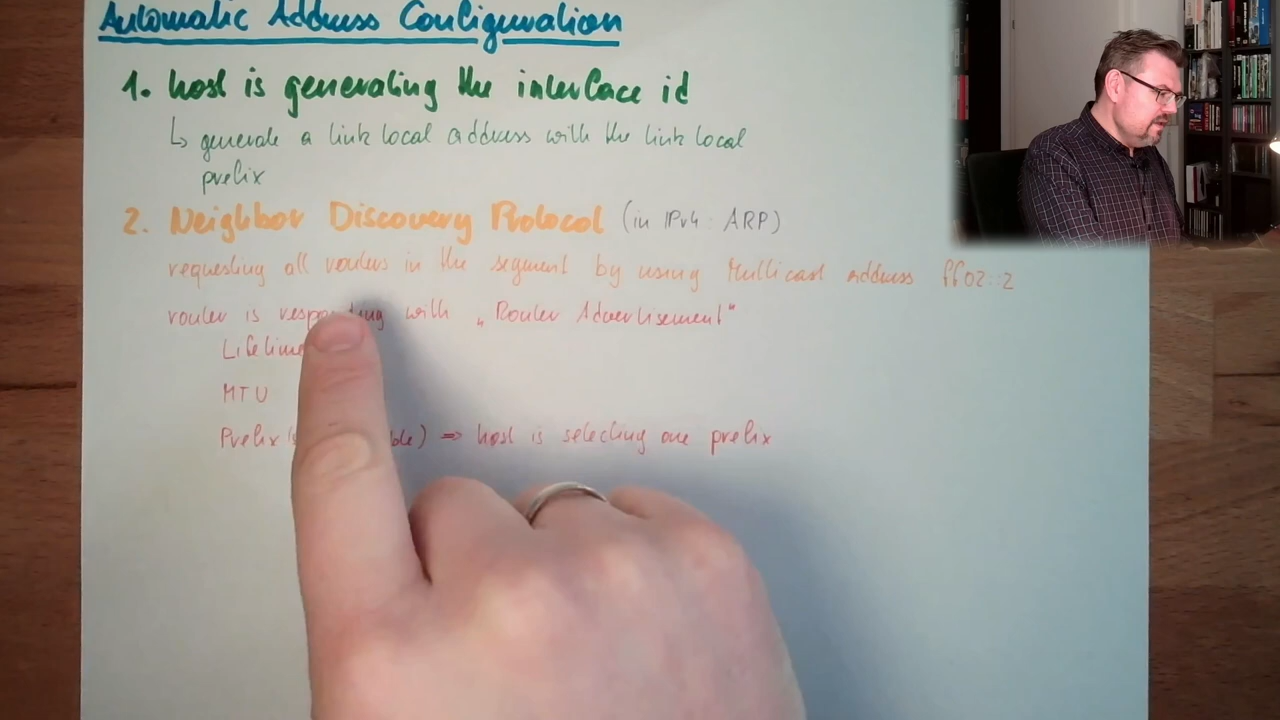 Automatic Address Configuration
1. host is generating the interface id
↳ generate a link local address with the link local
prefix
2. Neighbor Discovery Protocol (in IPv4: ARP)
requesting all routers in the segment by using Multicast address ff02::2
router is responding with „Router Advertisement“
Lifetime
MTU
Prefix => host is selecting one prefix